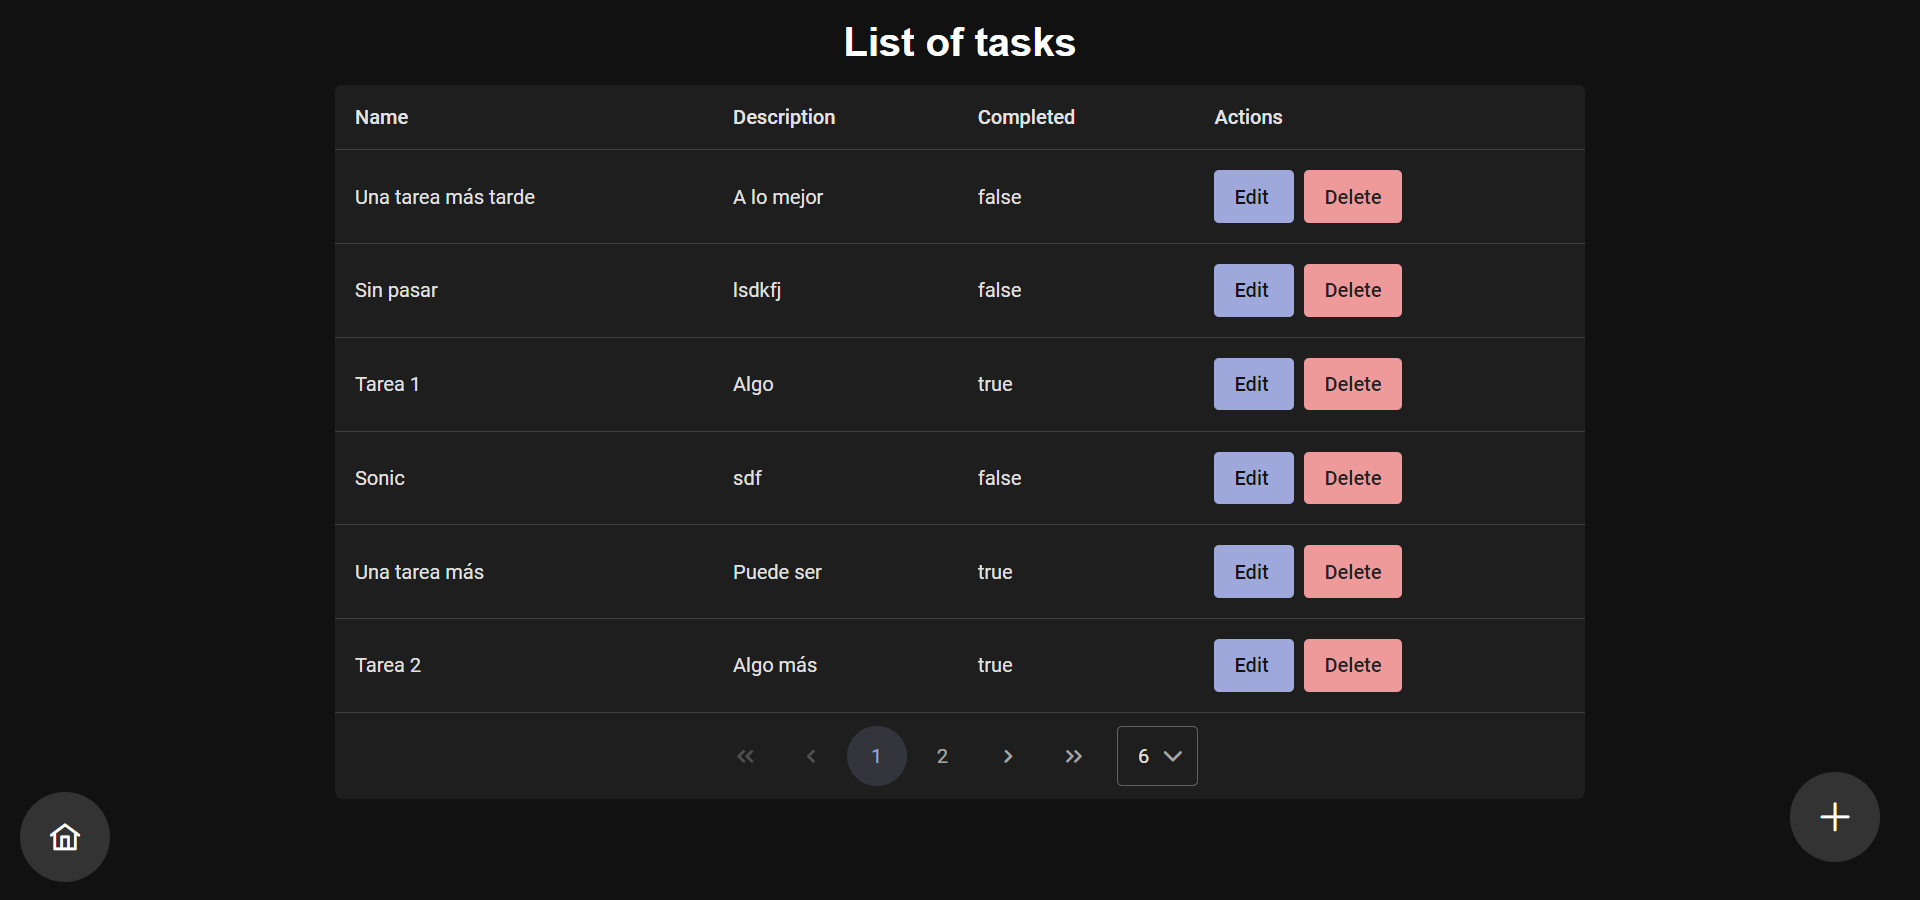 List of tasks
Name Description Completed Actions
Una tarea más tarde A lo mejor false Edit Delete
Sin pasar lsdkfj false Edit Delete
Tarea 1 Algo true Edit Delete
Sonic sdf false Edit Delete
Una tarea más Puede ser true Edit Delete
Tarea 2 Algo más true Edit Delete
1 2 6